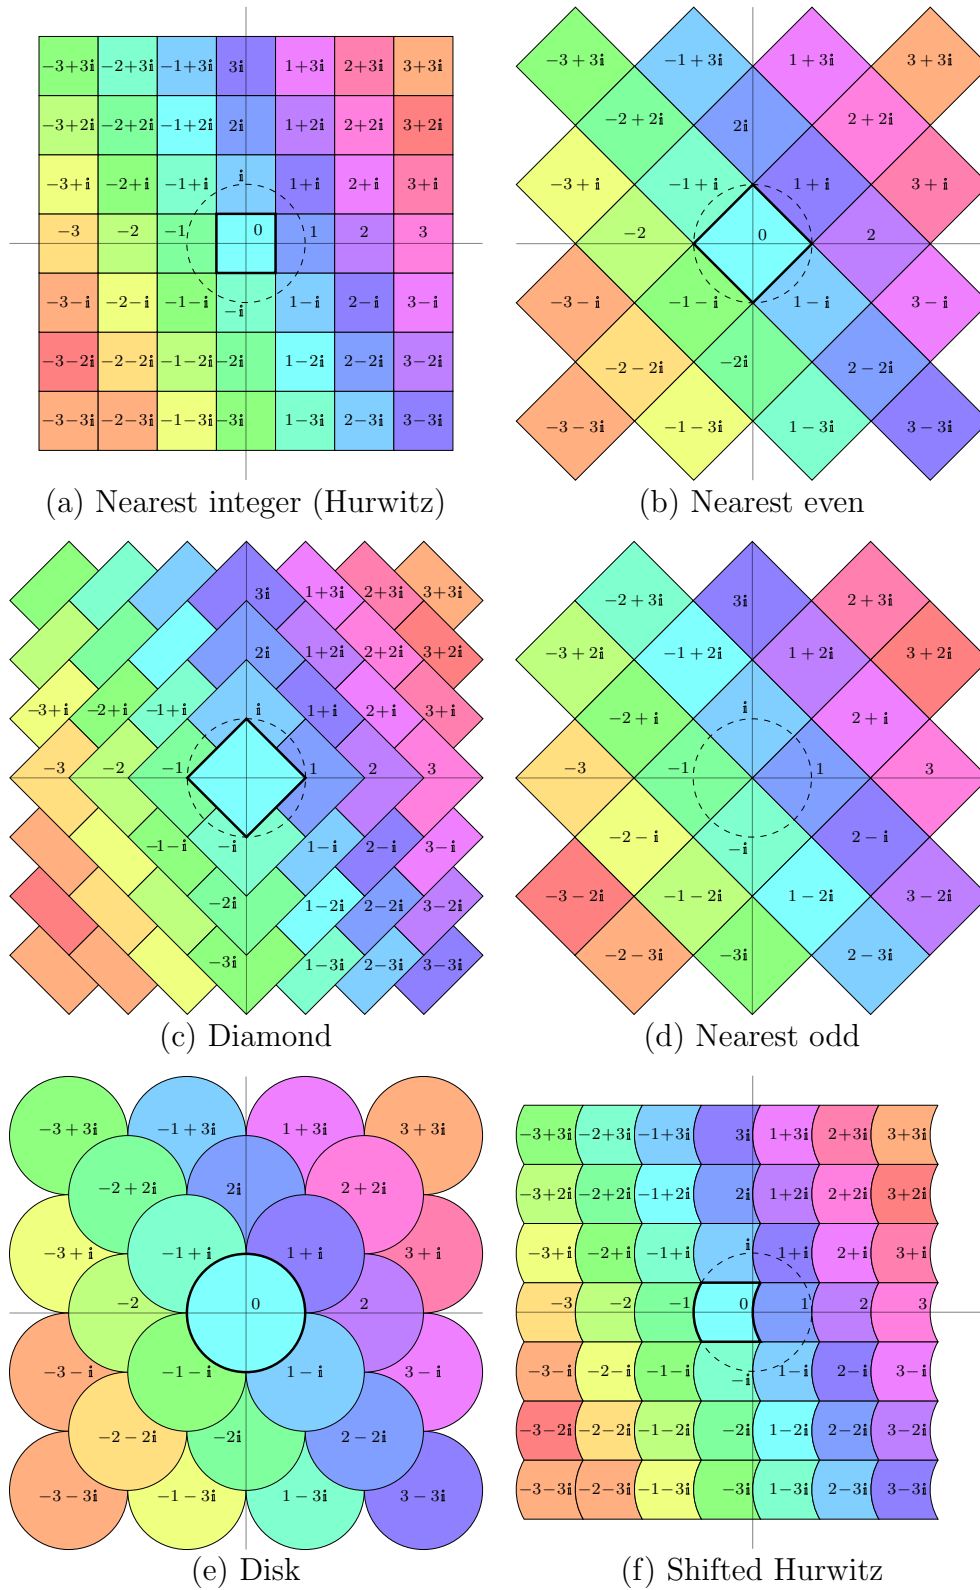 −3+3𝕚 −2+3𝕚 −1+3𝕚 3𝕚 1+3𝕚 2+3𝕚 3+3𝕚
−3+2𝕚 −2+2𝕚 −1+2𝕚 2𝕚 1+2𝕚 2+2𝕚 3+2𝕚
−3+𝕚 −2+𝕚 −1+𝕚 𝕚 1+𝕚 2+𝕚 3+𝕚
−3 −2 −1 0 1 2 3
−3−𝕚 −2−𝕚 −1−𝕚 −𝕚 1−𝕚 2−𝕚 3−𝕚
−3−2𝕚 −2−2𝕚 −1−2𝕚 −2𝕚 1−2𝕚 2−2𝕚 3−2𝕚
−3−3𝕚 −2−3𝕚 −1−3𝕚 −3𝕚 1−3𝕚 2−3𝕚 3−3𝕚
(a) Nearest integer (Hurwitz)
−3+3𝕚 −1+3𝕚 1+3𝕚 3+3𝕚
−2+2𝕚 2𝕚 2+2𝕚
−3+𝕚 −1+𝕚 1+𝕚 3+𝕚
−2 0 2
−3−𝕚 −1−𝕚 1−𝕚 3−𝕚
−2−2𝕚 −2𝕚 2−2𝕚
−3−3𝕚 −1−3𝕚 1−3𝕚 3−3𝕚
(b) Nearest even
3𝕚 1+3𝕚 2+3𝕚 3+3𝕚
2𝕚 1+2𝕚 2+2𝕚 3+2𝕚
−3+𝕚 −2+𝕚 −1+𝕚 𝕚 1+𝕚 2+𝕚 3+𝕚
−3 −2 −1 1 2 3
−1−𝕚 −𝕚 1−𝕚 2−𝕚 3−𝕚
−2𝕚 1−2𝕚 2−2𝕚 3−2𝕚
−3𝕚 1−3𝕚 2−3𝕚 3−3𝕚
(c) Diamond
−2+3𝕚 3𝕚 2+3𝕚
−3+2𝕚 −1+2𝕚 1+2𝕚 3+2𝕚
−2+𝕚 𝕚 2+𝕚
−3 −1 1 3
−2−𝕚 −𝕚 2−𝕚
−3−2𝕚 −1−2𝕚 1−2𝕚 3−2𝕚
−2−3𝕚 −3𝕚 2−3𝕚
(d) Nearest odd
−3+3𝕚 −1+3𝕚 1+3𝕚 3+3𝕚
−2+2𝕚 2𝕚 2+2𝕚
−3+𝕚 −1+𝕚 1+𝕚 3+𝕚
−2 0 2
−3−𝕚 −1−𝕚 1−𝕚 3−𝕚
−2−2𝕚 −2𝕚 2−2𝕚
−3−3𝕚 −1−3𝕚 1−3𝕚 3−3𝕚
(e) Disk
−3+3𝕚 −2+3𝕚 −1+3𝕚 3𝕚 1+3𝕚 2+3𝕚 3+3𝕚
−3+2𝕚 −2+2𝕚 −1+2𝕚 2𝕚 1+2𝕚 2+2𝕚 3+2𝕚
−3+𝕚 −2+𝕚 −1+𝕚 𝕚 1+𝕚 2+𝕚 3+𝕚
−3 −2 −1 0 1 2 3
−3−𝕚 −2−𝕚 −1−𝕚 −𝕚 1−𝕚 2−𝕚 3−𝕚
−3−2𝕚 −2−2𝕚 −1−2𝕚 −2𝕚 1−2𝕚 2−2𝕚 3−2𝕚
−3−3𝕚 −2−3𝕚 −1−3𝕚 −3𝕚 1−3𝕚 2−3𝕚 3−3𝕚
(f) Shifted Hurwitz